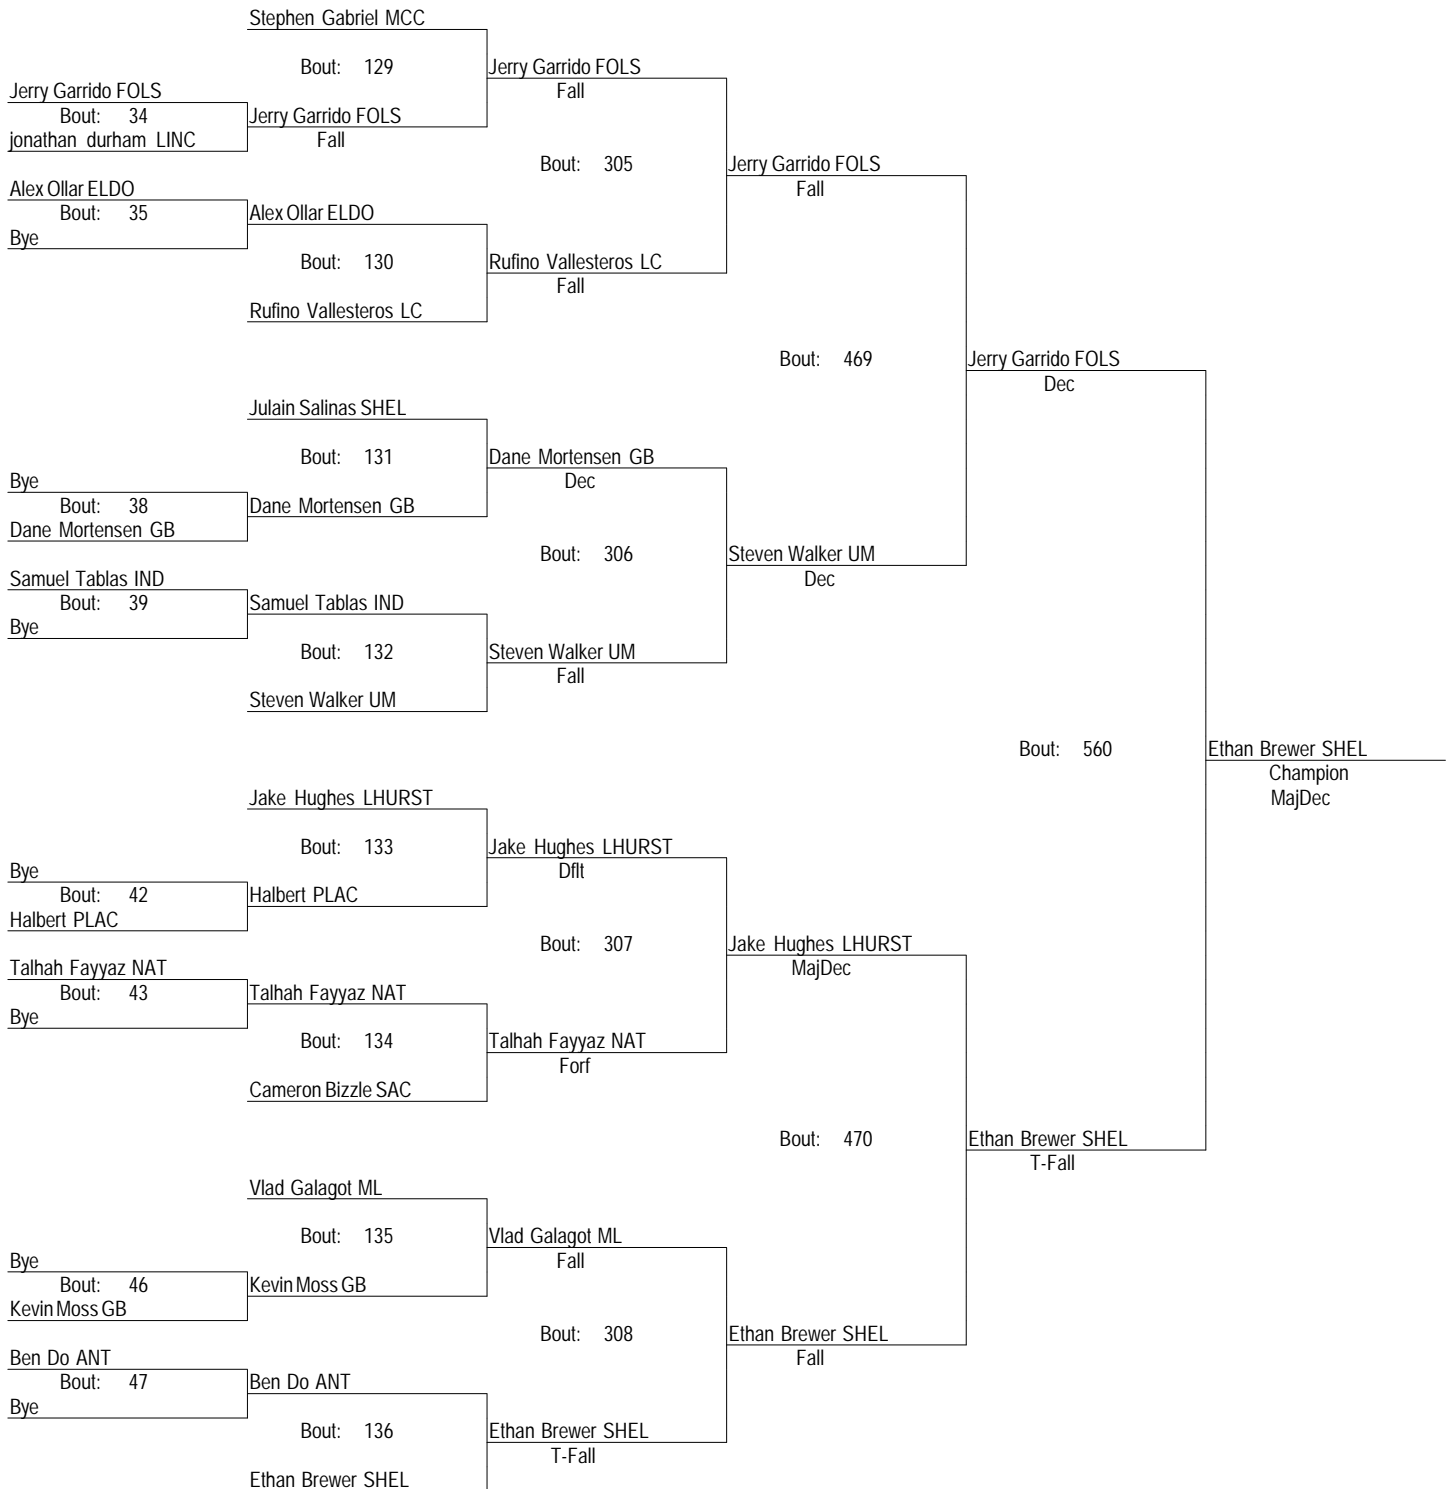 Stephen Gabriel MCC
Bout: 129
Jerry Garrido FOLS
Fall
Jerry Garrido FOLS
Bout: 34
Jerry Garrido FOLS
jonathan durham LINC
Fall
Bout: 305
Jerry Garrido FOLS
Fall
Alex Ollar ELDO
Bout: 35
Alex Ollar ELDO
Bye
Bout: 130
Rufino Vallesteros LC
Fall
Rufino Vallesteros LC
Bout: 469
Jerry Garrido FOLS
Dec
Julain Salinas SHEL
Bout: 131
Dane Mortensen GB
Dec
Bye
Bout: 38
Dane Mortensen GB
Dane Mortensen GB
Bout: 306
Steven Walker UM
Dec
Samuel Tablas IND
Bout: 39
Samuel Tablas IND
Bye
Bout: 132
Steven Walker UM
Fall
Steven Walker UM
Bout: 560
Ethan Brewer SHEL
Champion
MajDec
Jake Hughes LHURST
Bout: 133
Jake Hughes LHURST
Dflt
Bye
Bout: 42
Halbert PLAC
Halbert PLAC
Bout: 307
Jake Hughes LHURST
MajDec
Talhah Fayyaz NAT
Bout: 43
Talhah Fayyaz NAT
Bye
Bout: 134
Talhah Fayyaz NAT
Forf
Cameron Bizzle SAC
Bout: 470
Ethan Brewer SHEL
T-Fall
Vlad Galagot ML
Bout: 135
Vlad Galagot ML
Fall
Bye
Bout: 46
Kevin Moss GB
Kevin Moss GB
Bout: 308
Ethan Brewer SHEL
Fall
Ben Do ANT
Bout: 47
Ben Do ANT
Bye
Bout: 136
Ethan Brewer SHEL
T-Fall
Ethan Brewer SHEL